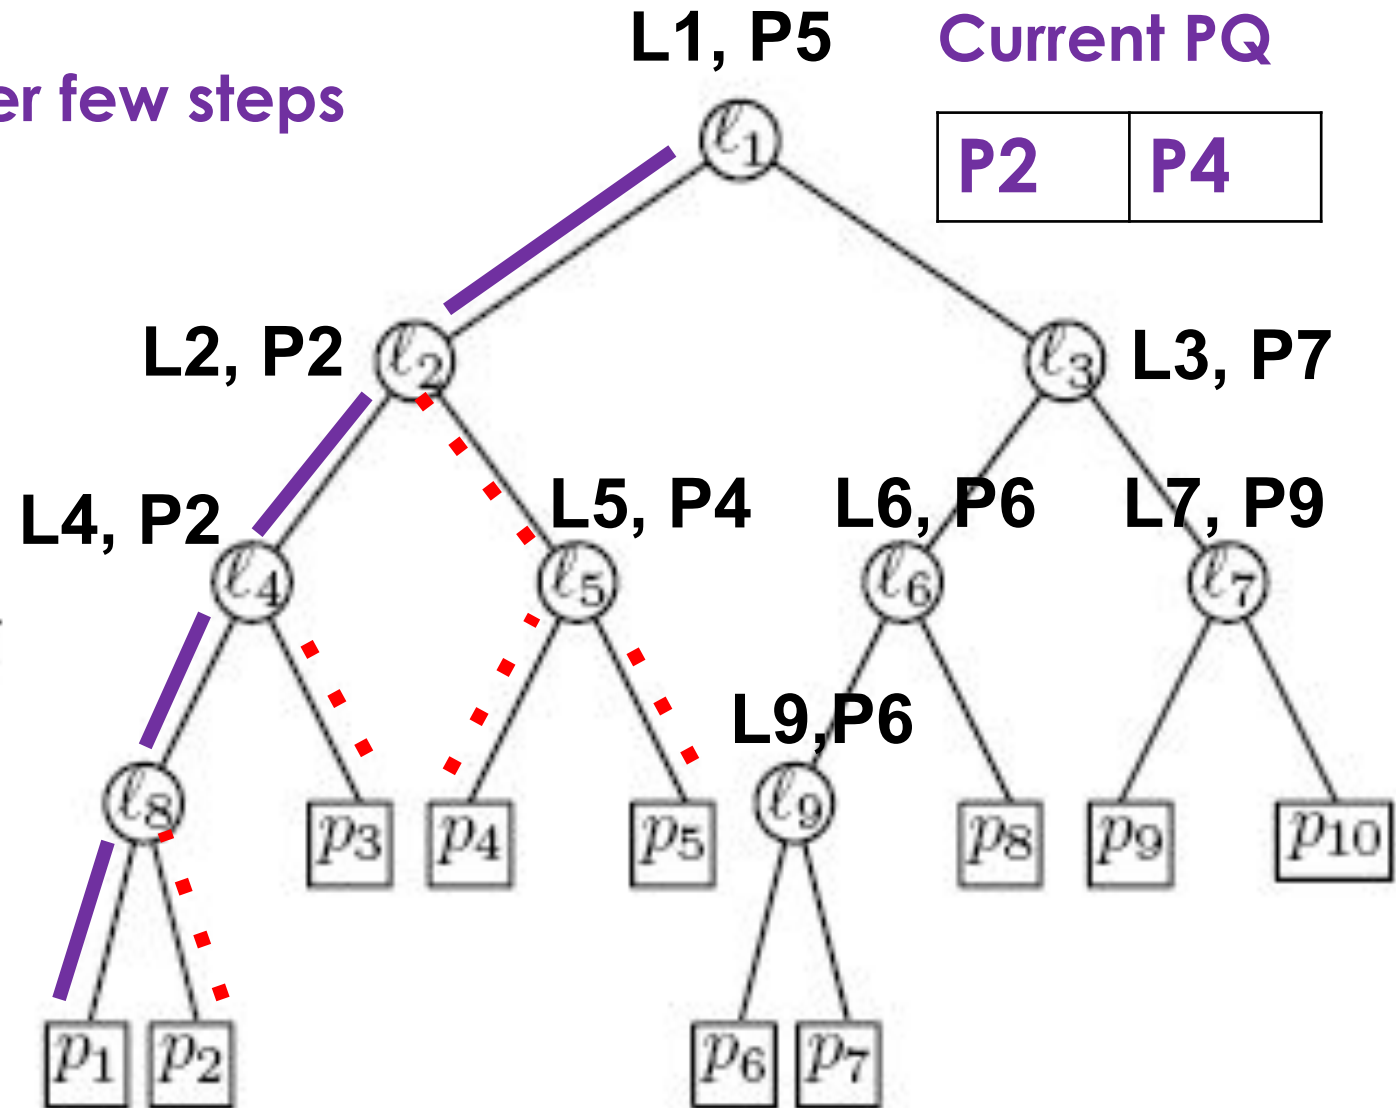 L1, P5
Current PQ
er few steps
ℓ1
P2 P4
L2, P2
ℓ2
ℓ3
L3, P7
L4, P2
L5, P4
L6, P6
L7, P9
ℓ4
ℓ5
ℓ6
ℓ7
L9,P6
ℓ8
p3
p4
p5
ℓ9
p8
p9
p10
p1
p2
p6
p7